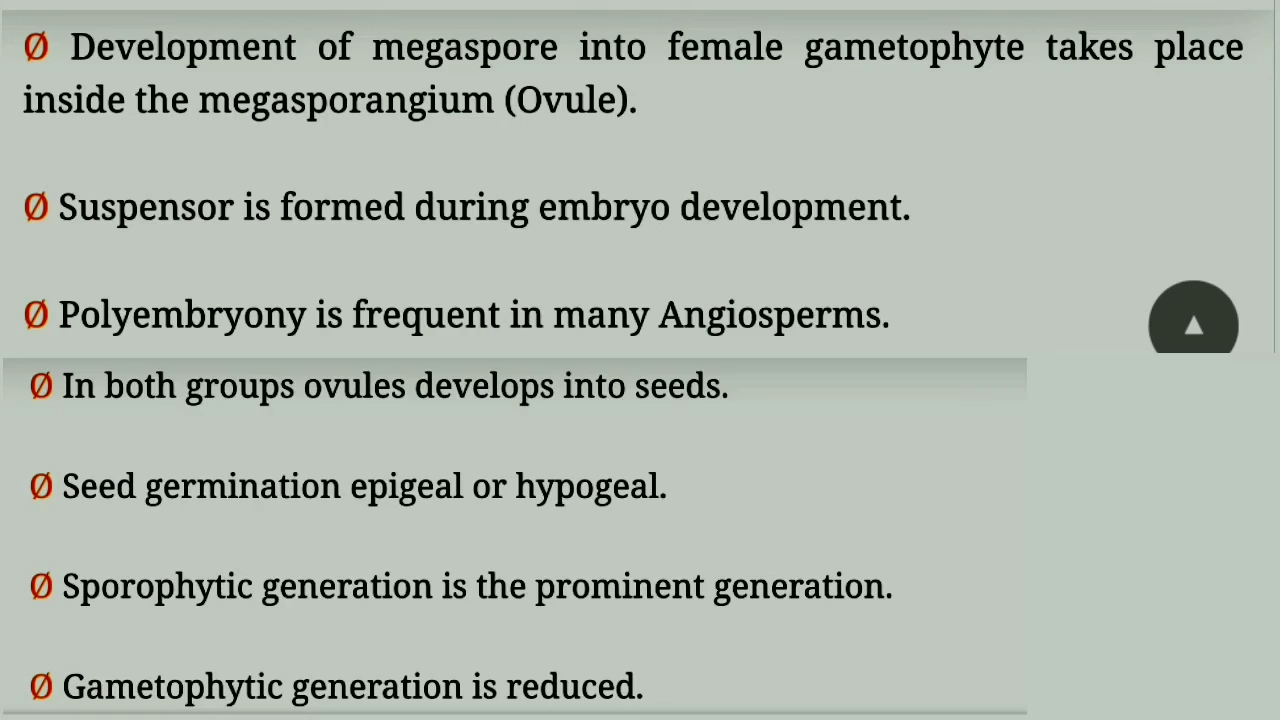 Ø Development of megaspore into female gametophyte takes place
inside the megasporangium (Ovule).
Ø Suspensor is formed during embryo development.
Ø Polyembryony is frequent in many Angiosperms.
Ø In both groups ovules develops into seeds.
Ø Seed germination epigeal or hypogeal.
Ø Sporophytic generation is the prominent generation.
Ø Gametophytic generation is reduced.